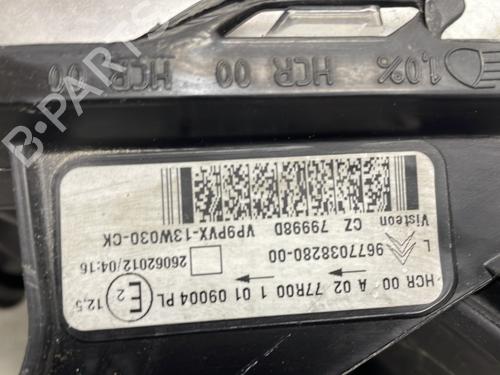 1,0% HCR 00 HCR 00
B-PARTS
HCR 00 A 02 77R00 1 01 09004 PL
E2 12,5
L 9677038280-00
26062012/04:16
Visteon CZ 79998D
VP9PVX-13W030-CK